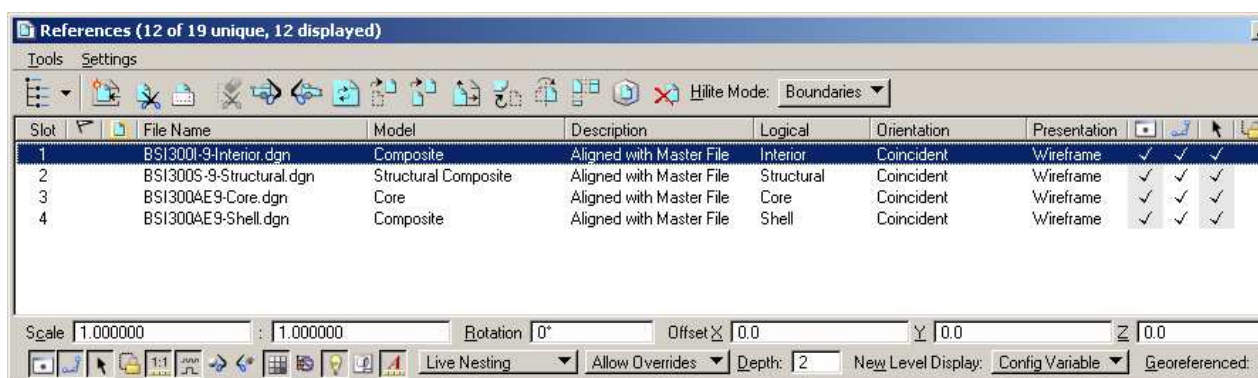 References (12 of 19 unique, 12 displayed)
Tools Settings
Hilite Mode: Boundaries
Slot File Name Model Description Logical Orientation Presentation
1 BSI300I-9-Interior.dgn Composite Aligned with Master File Interior Coincident Wireframe
2 BSI300S-9-Structural.dgn Structural Composite Aligned with Master File Structural Coincident Wireframe
3 BSI300AE9-Core.dgn Core Aligned with Master File Core Coincident Wireframe
4 BSI300AE9-Shell.dgn Composite Aligned with Master File Shell Coincident Wireframe
Scale 1.000000 : 1.000000 Rotation 0° Offset X 0.0 Y 0.0 Z 0.0
1:1 A Live Nesting Allow Overrides Depth: 2 New Level Display: Config Variable Georeferenced: